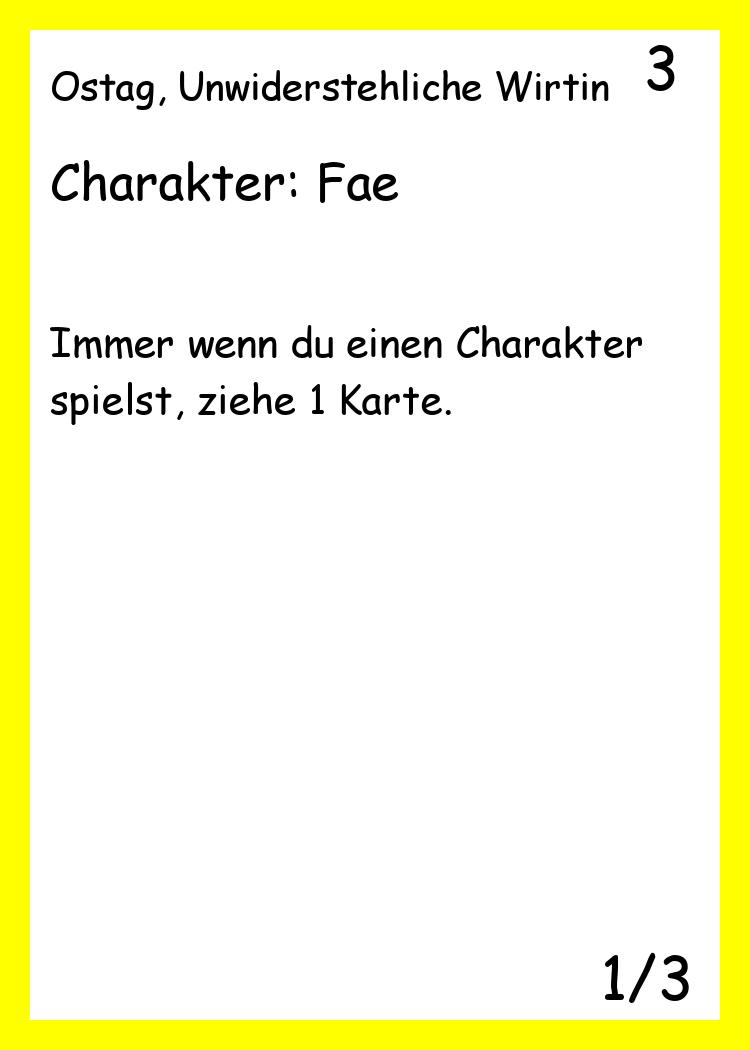 Ostag, Unwiderstehliche Wirtin 3
Charakter: Fae
Immer wenn du einen Charakter
spielst, ziehe 1 Karte.
1/3